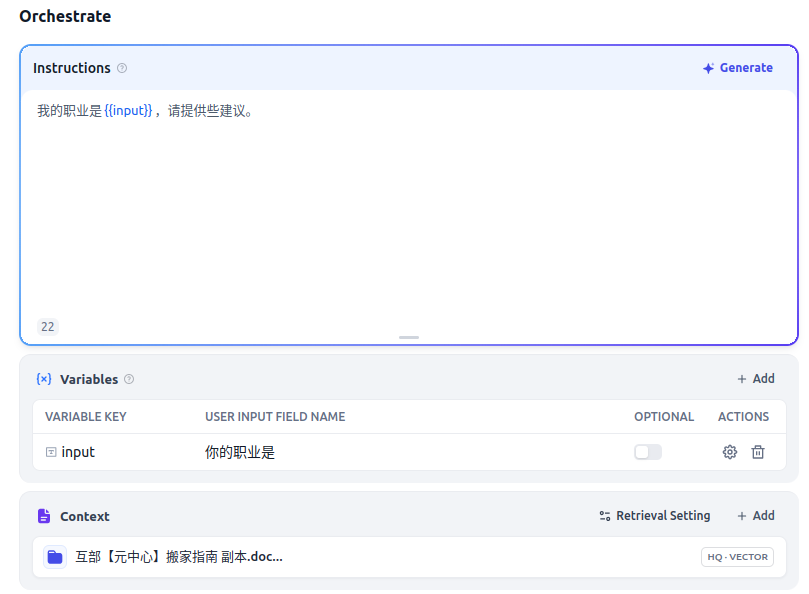 Orchestrate
Instructions
Generate
我的职业是 {{input}} ，请提供些建议。
22
{x} Variables
+ Add
VARIABLE KEY USER INPUT FIELD NAME OPTIONAL ACTIONS
input 你的职业是
Context
Retrieval Setting
+ Add
互部【元中心】搬家指南 副本.doc...
HQ · VECTOR